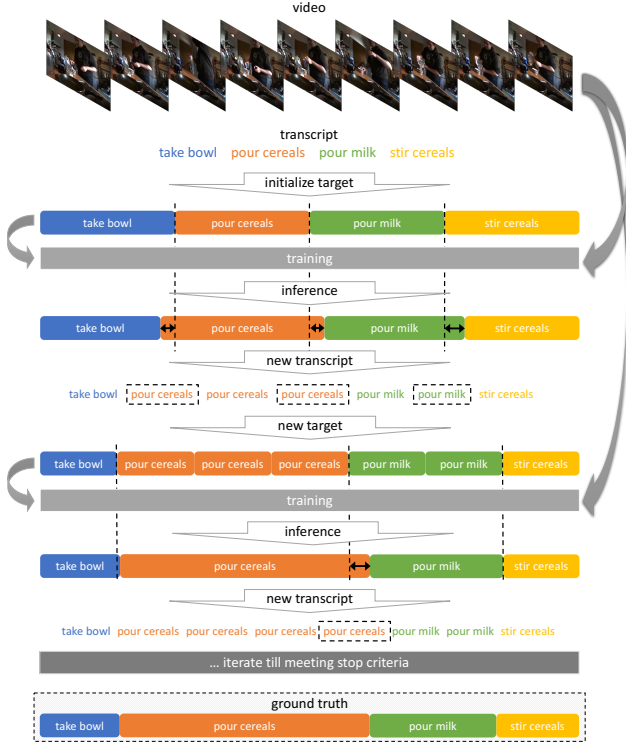 video
transcript
take bowl pour cereals pour milk stir cereals
initialize target
take bowl pour cereals pour milk stir cereals
training
inference
take bowl pour cereals pour milk stir cereals
new transcript
take bowl pour cereals pour cereals pour cereals pour milk pour milk stir cereals
new target
take bowl pour cereals pour cereals pour cereals pour milk pour milk stir cereals
training
inference
take bowl pour cereals pour milk stir cereals
new transcript
take bowl pour cereals pour cereals pour cereals pour cereals pour milk pour milk stir cereals
... iterate till meeting stop criteria
ground truth
take bowl pour cereals pour milk stir cereals